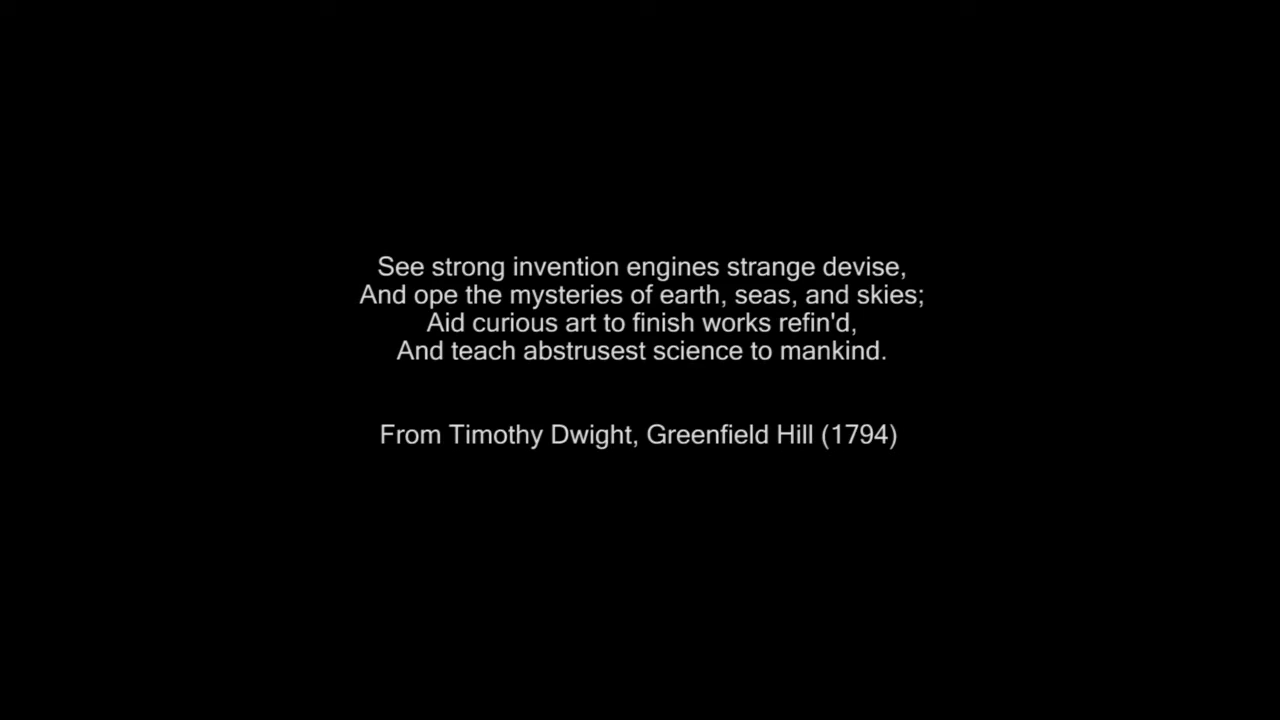 See strong invention engines strange devise,
And ope the mysteries of earth, seas, and skies;
Aid curious art to finish works refin'd,
And teach abstrusest science to mankind.
From Timothy Dwight, Greenfield Hill (1794)